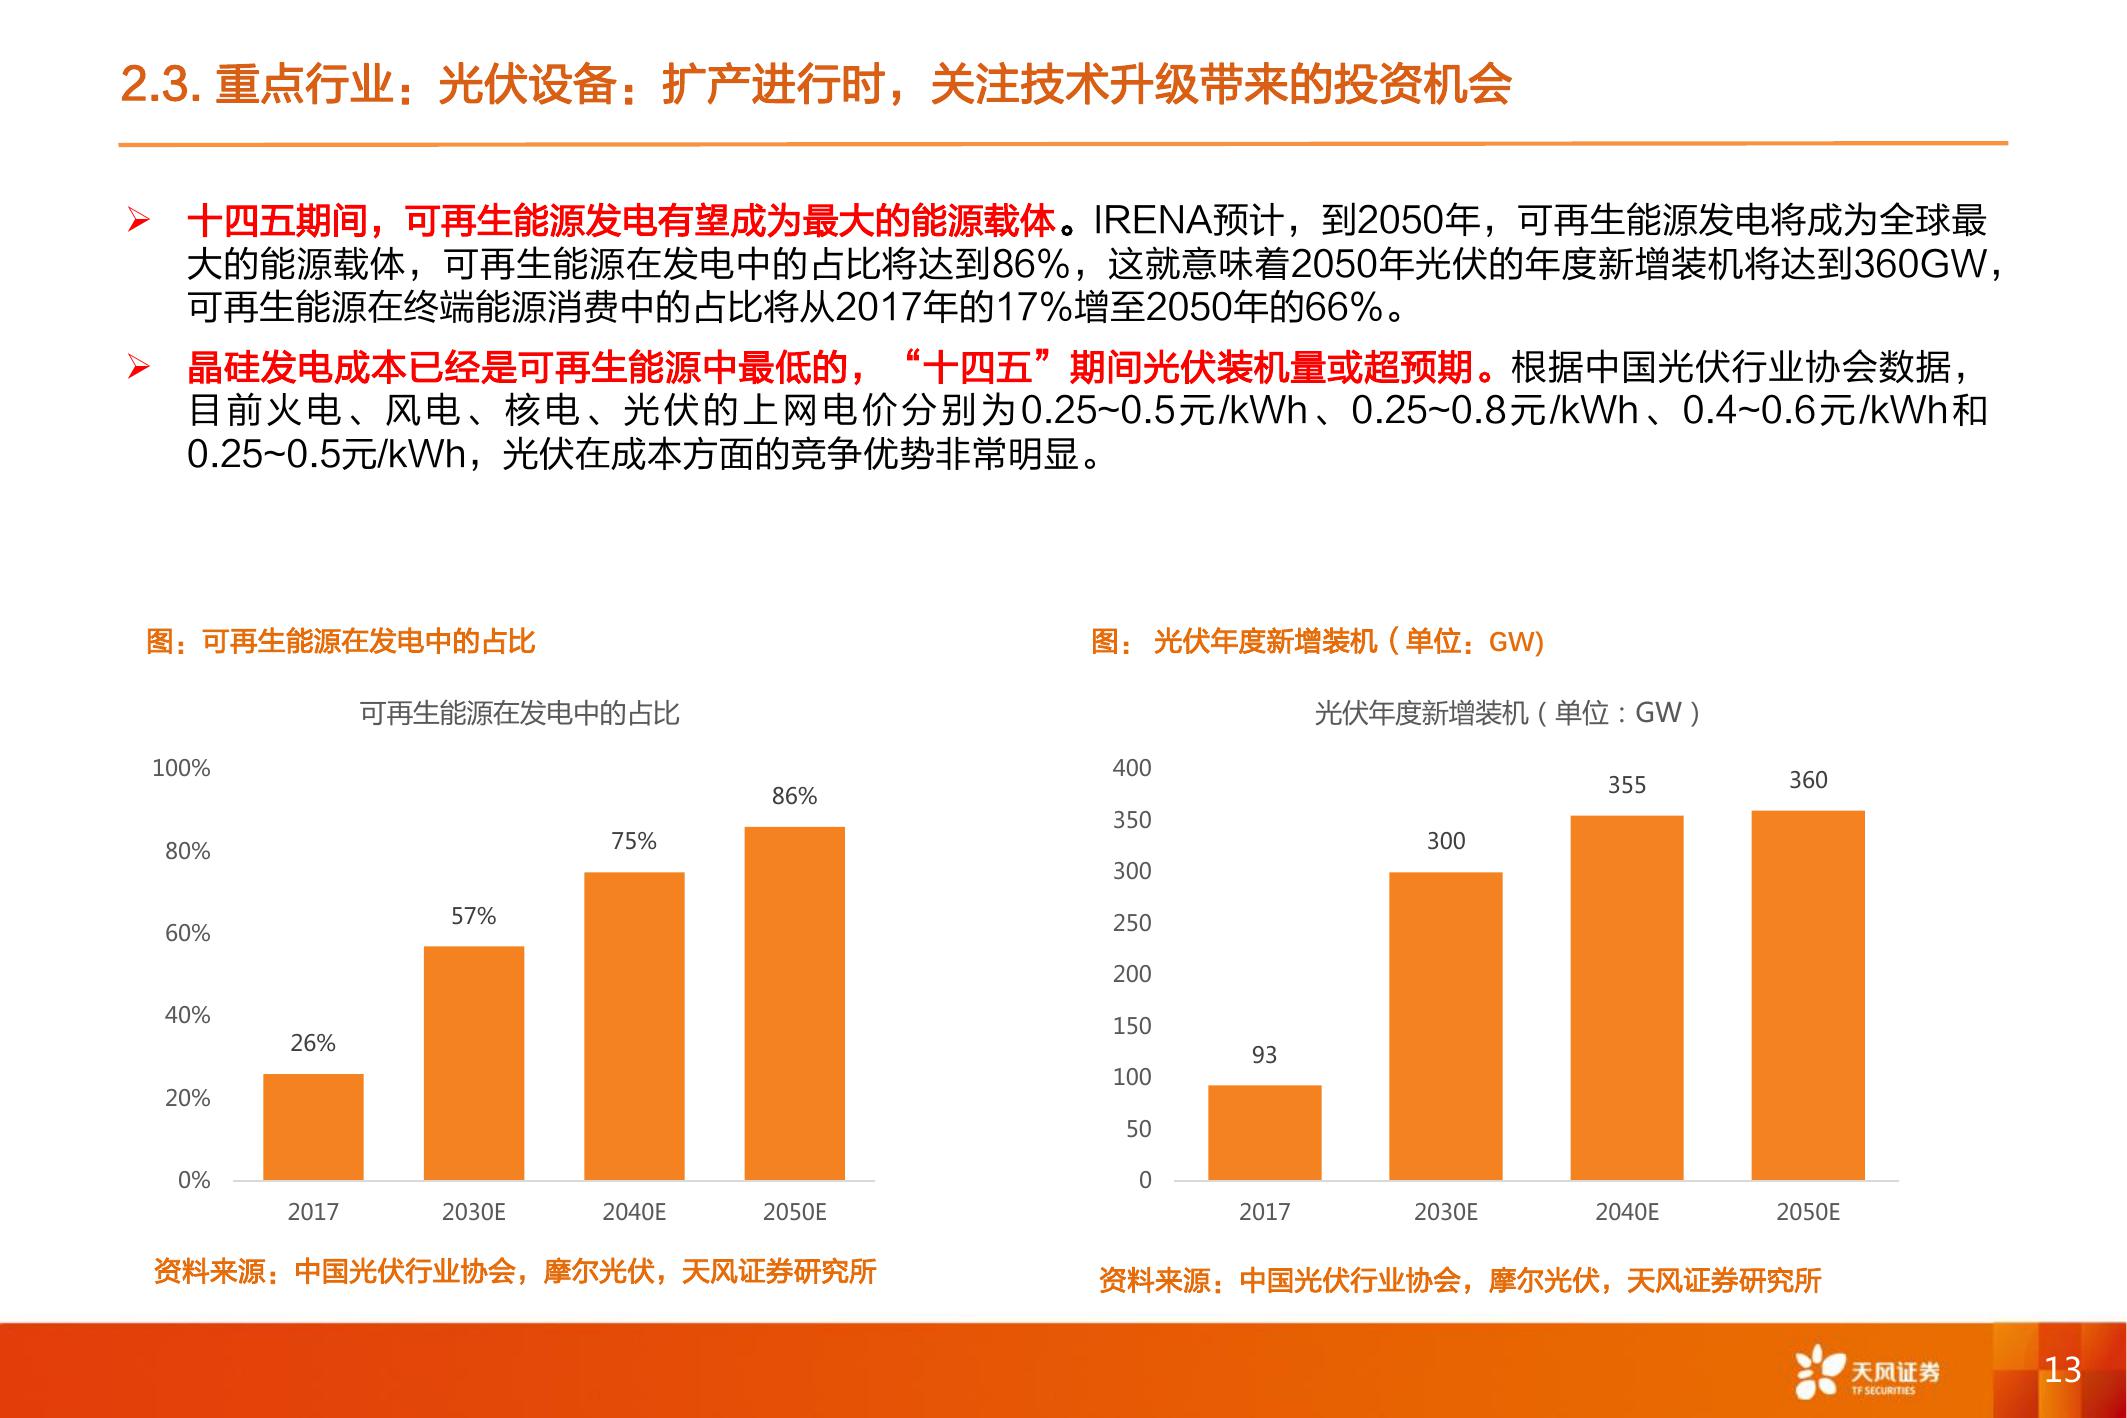 2.3. 重点行业：光伏设备：扩产进行时，关注技术升级带来的投资机会
十四五期间，可再生能源发电有望成为最大的能源载体。IRENA预计，到2050年，可再生能源发电将成为全球最
大的能源载体，可再生能源在发电中的占比将达到86%，这就意味着2050年光伏的年度新增装机将达到360GW，
可再生能源在终端能源消费中的占比将从2017年的17%增至2050年的66%。
晶硅发电成本已经是可再生能源中最低的，“十四五”期间光伏装机量或超预期。根据中国光伏行业协会数据，
目前火电、风电、核电、光伏的上网电价分别为0.25~0.5元/kWh、0.25~0.8元/kWh、0.4~0.6元/kWh和
0.25~0.5元/kWh，光伏在成本方面的竞争优势非常明显。
图：可再生能源在发电中的占比
可再生能源在发电中的占比
100%
80%
60%
40%
20%
0%
26%
57%
75%
86%
2017
2030E
2040E
2050E
资料来源：中国光伏行业协会，摩尔光伏，天风证券研究所
图： 光伏年度新增装机（单位：GW)
光伏年度新增装机（单位：GW）
400
350
300
250
200
150
100
50
0
93
300
355
360
2017
2030E
2040E
2050E
资料来源：中国光伏行业协会，摩尔光伏，天风证券研究所
天风证券
TF SECURITIES
13